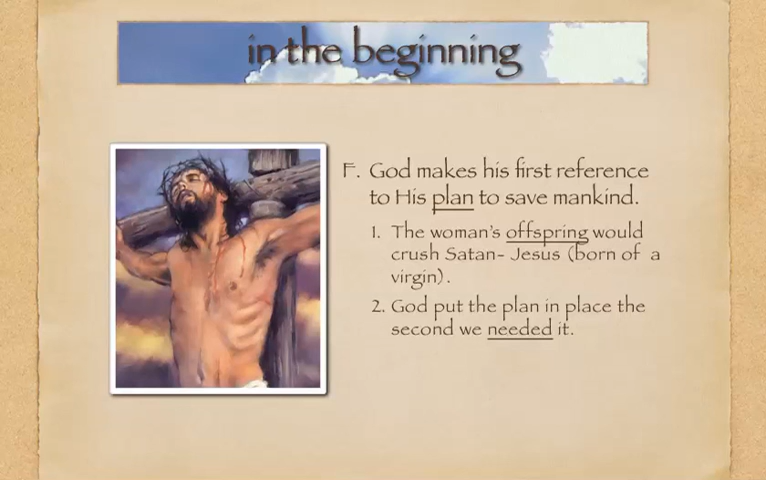 in the beginning
F. God makes his first reference
to His plan to save mankind.
1. The woman's offspring would
crush Satan- Jesus (born of a
virgin).
2. God put the plan in place the
second we needed it.